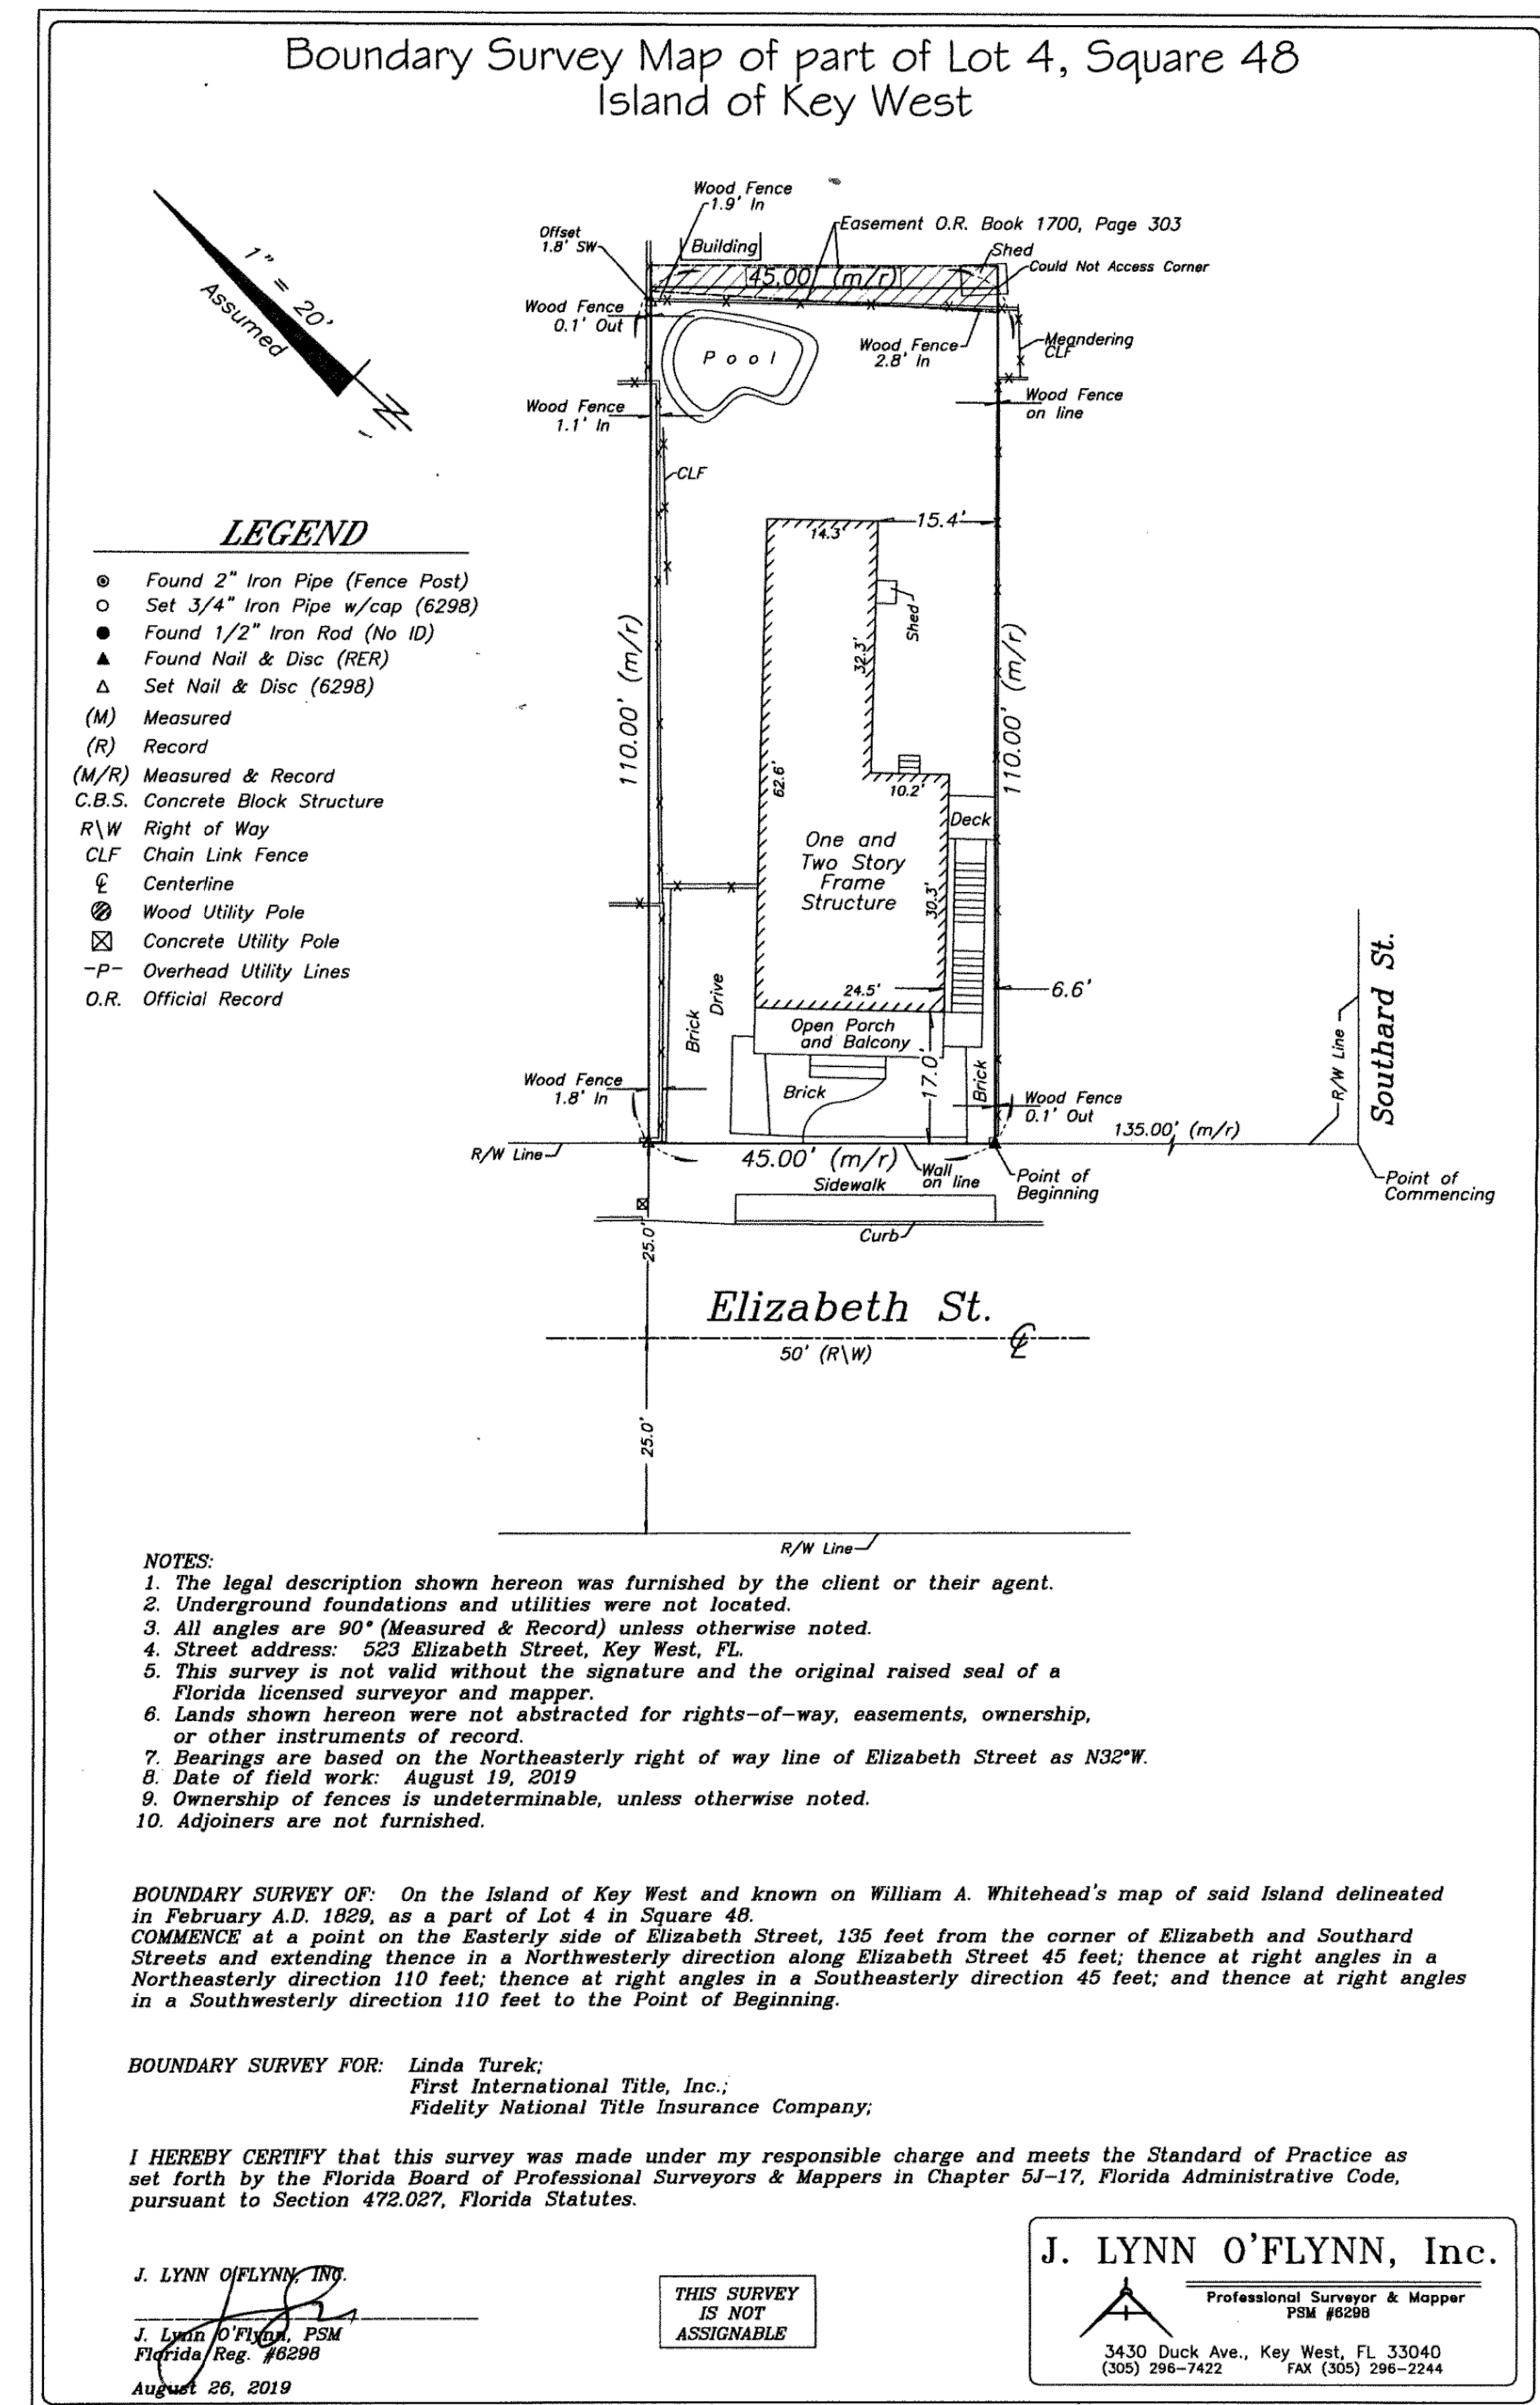 Boundary Survey Map of part of Lot 4, Square 48
Island of Key West
1" = 20'
Assumed
N
Wood Fence
1.9' In
Easement O.R. Book 1700, Page 303
Offset
1.8' SW
Building
Shed
Could Not Access Corner
45.00 (m/r)
Wood Fence
0.1' Out
Pool
Wood Fence
2.8' In
Meandering
CLF
Wood Fence
1.1' In
Wood Fence
on line
CLF
LEGEND
Found 2" Iron Pipe (Fence Post)
Set 3/4" Iron Pipe w/cap (6298)
Found 1/2" Iron Rod (No ID)
Found Nail & Disc (RER)
Set Nail & Disc (6298)
(M) Measured
(R) Record
(M/R) Measured & Record
C.B.S. Concrete Block Structure
R\W Right of Way
CLF Chain Link Fence
℄ Centerline
Wood Utility Pole
Concrete Utility Pole
-P- Overhead Utility Lines
O.R. Official Record
14.3'
15.4'
Shed
32.3'
110.00' (m/r)
110.00' (m/r)
62.6'
10.2'
Deck
One and
Two Story
Frame
Structure
30.3'
24.5'
6.6'
Brick Drive
Open Porch
and Balcony
17.0'
Brick
Brick
Wood Fence
1.8' In
Wood Fence
0.1' Out
135.00' (m/r)
R/W Line
Southard St.
R/W Line
45.00' (m/r)
Wall
on line
Sidewalk
Point of
Beginning
Point of
Commencing
Curb
25.0'
Elizabeth St.
℄
50' (R\W)
25.0'
R/W Line
NOTES:
1. The legal description shown hereon was furnished by the client or their agent.
2. Underground foundations and utilities were not located.
3. All angles are 90° (Measured & Record) unless otherwise noted.
4. Street address: 523 Elizabeth Street, Key West, FL.
5. This survey is not valid without the signature and the original raised seal of a
Florida licensed surveyor and mapper.
6. Lands shown hereon were not abstracted for rights-of-way, easements, ownership,
or other instruments of record.
7. Bearings are based on the Northeasterly right of way line of Elizabeth Street as N32°W.
8. Date of field work: August 19, 2019
9. Ownership of fences is undeterminable, unless otherwise noted.
10. Adjoiners are not furnished.
BOUNDARY SURVEY OF: On the Island of Key West and known on William A. Whitehead's map of said Island delineated
in February A.D. 1829, as a part of Lot 4 in Square 48.
COMMENCE at a point on the Easterly side of Elizabeth Street, 135 feet from the corner of Elizabeth and Southard
Streets and extending thence in a Northwesterly direction along Elizabeth Street 45 feet; thence at right angles in a
Northeasterly direction 110 feet; thence at right angles in a Southeasterly direction 45 feet; and thence at right angles
in a Southwesterly direction 110 feet to the Point of Beginning.
BOUNDARY SURVEY FOR: Linda Turek;
First International Title, Inc.;
Fidelity National Title Insurance Company;
I HEREBY CERTIFY that this survey was made under my responsible charge and meets the Standard of Practice as
set forth by the Florida Board of Professional Surveyors & Mappers in Chapter 5J-17, Florida Administrative Code,
pursuant to Section 472.027, Florida Statutes.
J. LYNN O'FLYNN, INC.
J. Lynn O'Flynn, PSM
Florida Reg. #6298
August 26, 2019
THIS SURVEY
IS NOT
ASSIGNABLE
J. LYNN O'FLYNN, Inc.
Professional Surveyor & Mapper
PSM #6298
3430 Duck Ave., Key West, FL 33040
(305) 296-7422 FAX (305) 296-2244